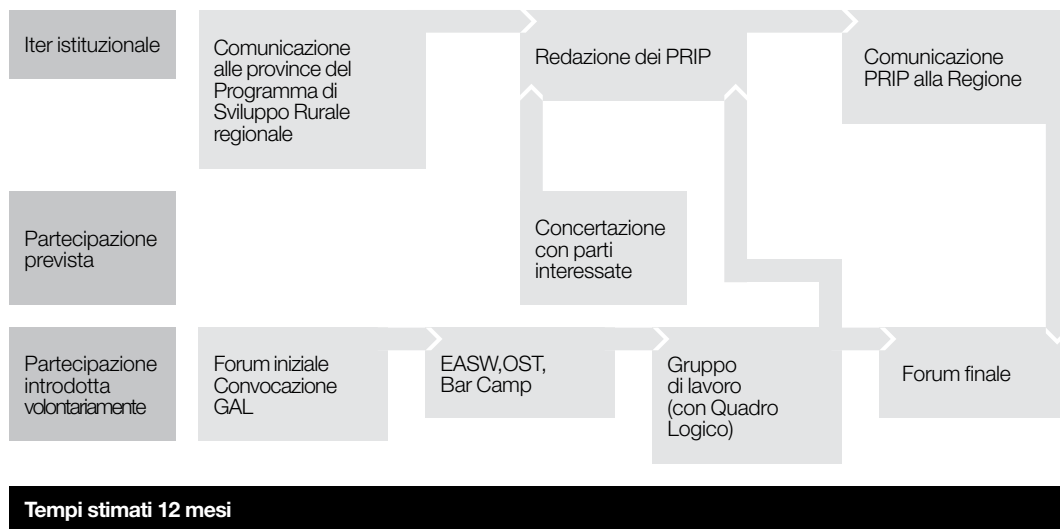 Iter istituzionale
Comunicazione
alle province del
Programma di
Sviluppo Rurale
regionale
Redazione dei PRIP
Comunicazione
PRIP alla Regione
Partecipazione
prevista
Concertazione
con parti
interessate
Partecipazione
introdotta
volontariamente
Forum iniziale
Convocazione
GAL
EASW,OST,
Bar Camp
Gruppo
di lavoro
(con Quadro
Logico)
Forum finale
Tempi stimati 12 mesi